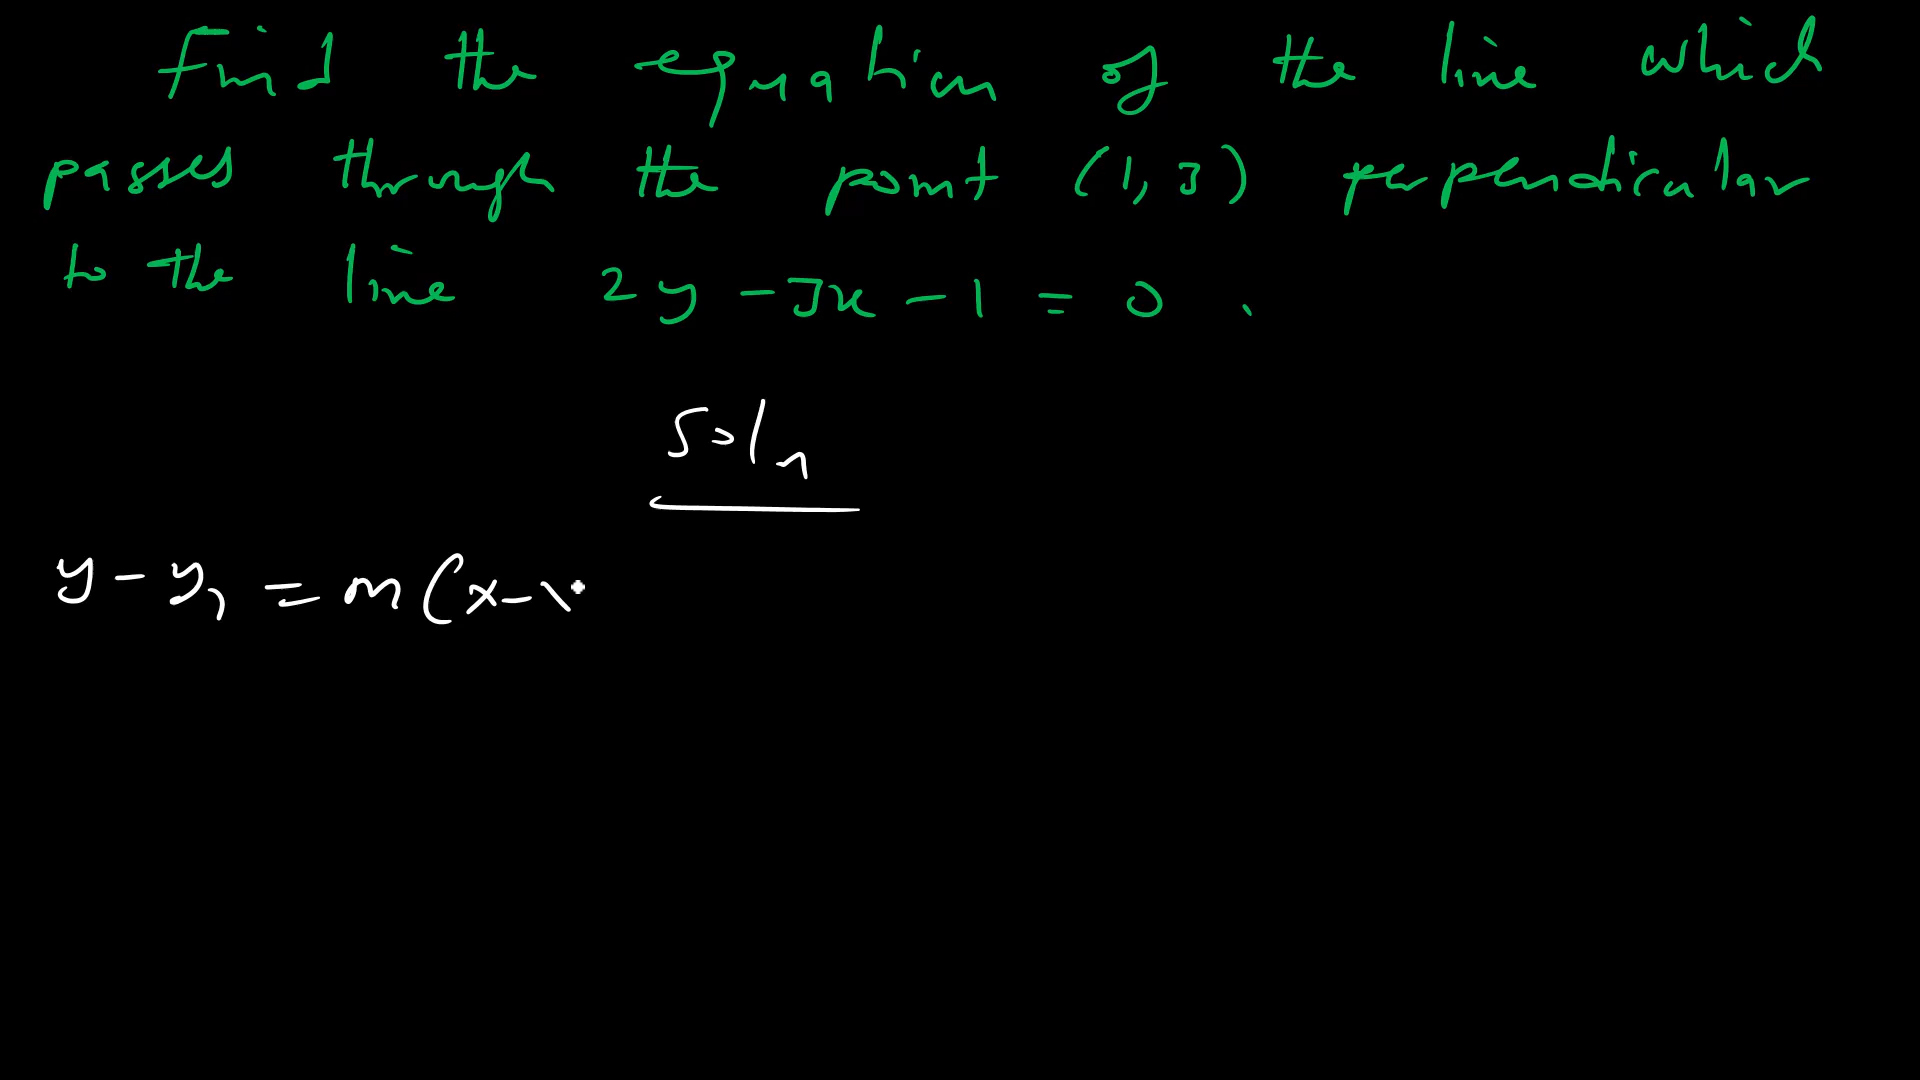 Find the equation of the line which
passes through the point (1, 3) perpendicular
to the line 2y - 3x - 1 = 0 .
Soln
y - y₁ = m(x -